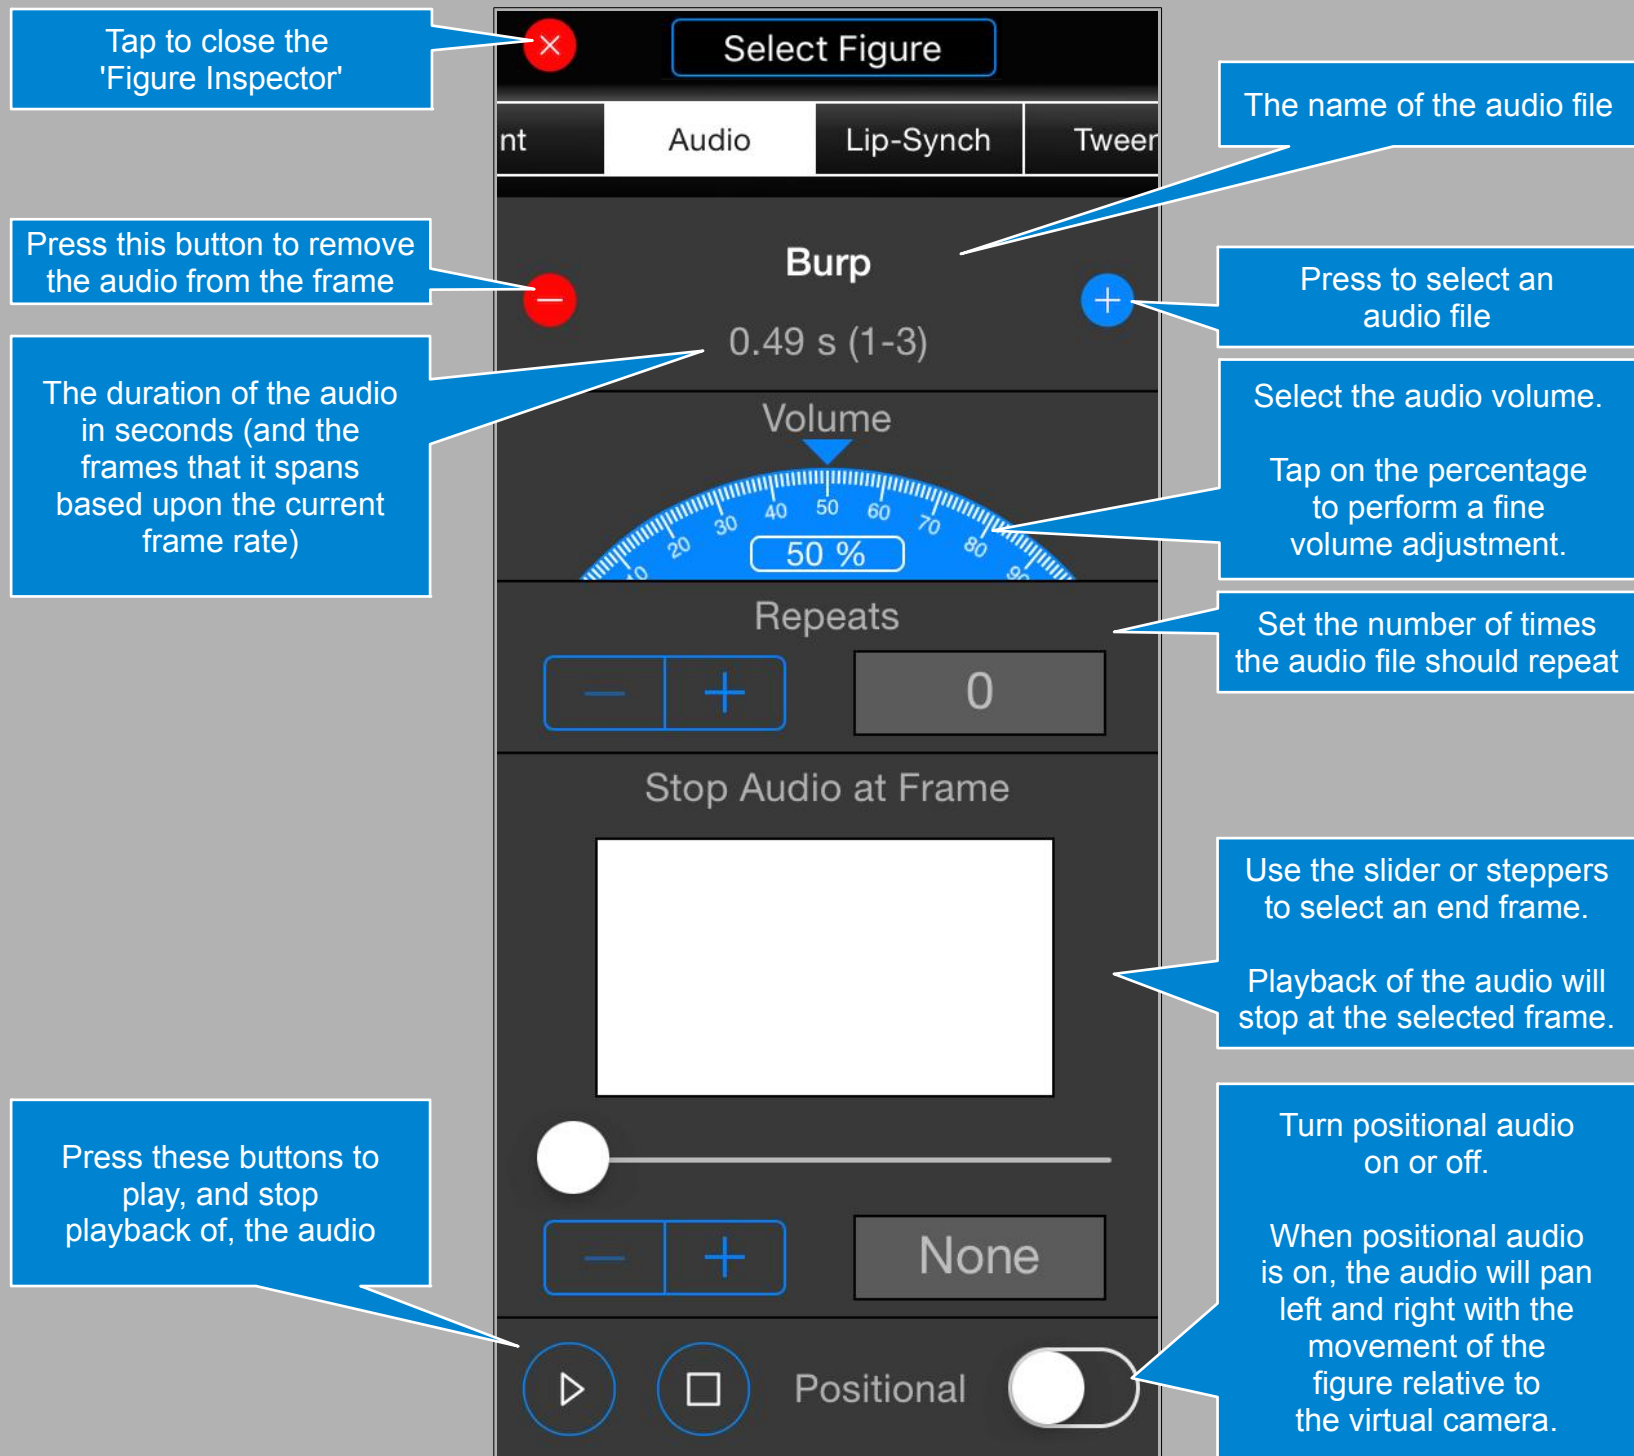 Tap to close the
'Figure Inspector'
Select Figure
The name of the audio file
nt
Audio
Lip-Synch
Tweer
Press this button to remove
the audio from the frame
Burp
0.49 s (1-3)
Press to select an
audio file
The duration of the audio
in seconds (and the
frames that it spans
based upon the current
frame rate)
Volume
10 20 30 40 50 60 70 80 90
50 %
Select the audio volume.
Tap on the percentage
to perform a fine
volume adjustment.
Repeats
0
Set the number of times
the audio file should repeat
Stop Audio at Frame
Use the slider or steppers
to select an end frame.
Playback of the audio will
stop at the selected frame.
None
Press these buttons to
play, and stop
playback of, the audio
Positional
Turn positional audio
on or off.
When positional audio
is on, the audio will pan
left and right with the
movement of the
figure relative to
the virtual camera.